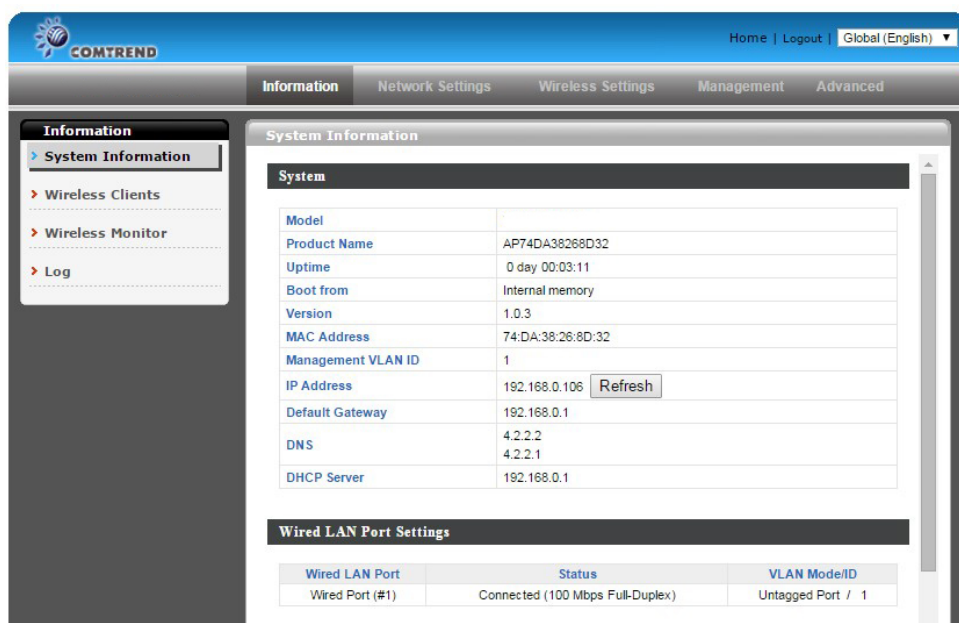 COMTREND
Home | Logout | Global (English)
Information Network Settings Wireless Settings Management Advanced
Information
System Information
Wireless Clients
Wireless Monitor
Log
System Information
System
Model
Product Name AP74DA38268D32
Uptime 0 day 00:03:11
Boot from Internal memory
Version 1.0.3
MAC Address 74:DA:38:26:8D:32
Management VLAN ID 1
IP Address 192.168.0.106 Refresh
Default Gateway 192.168.0.1
DNS 4.2.2.2
4.2.2.1
DHCP Server 192.168.0.1
Wired LAN Port Settings
Wired LAN Port Status VLAN Mode/ID
Wired Port (#1) Connected (100 Mbps Full-Duplex) Untagged Port / 1